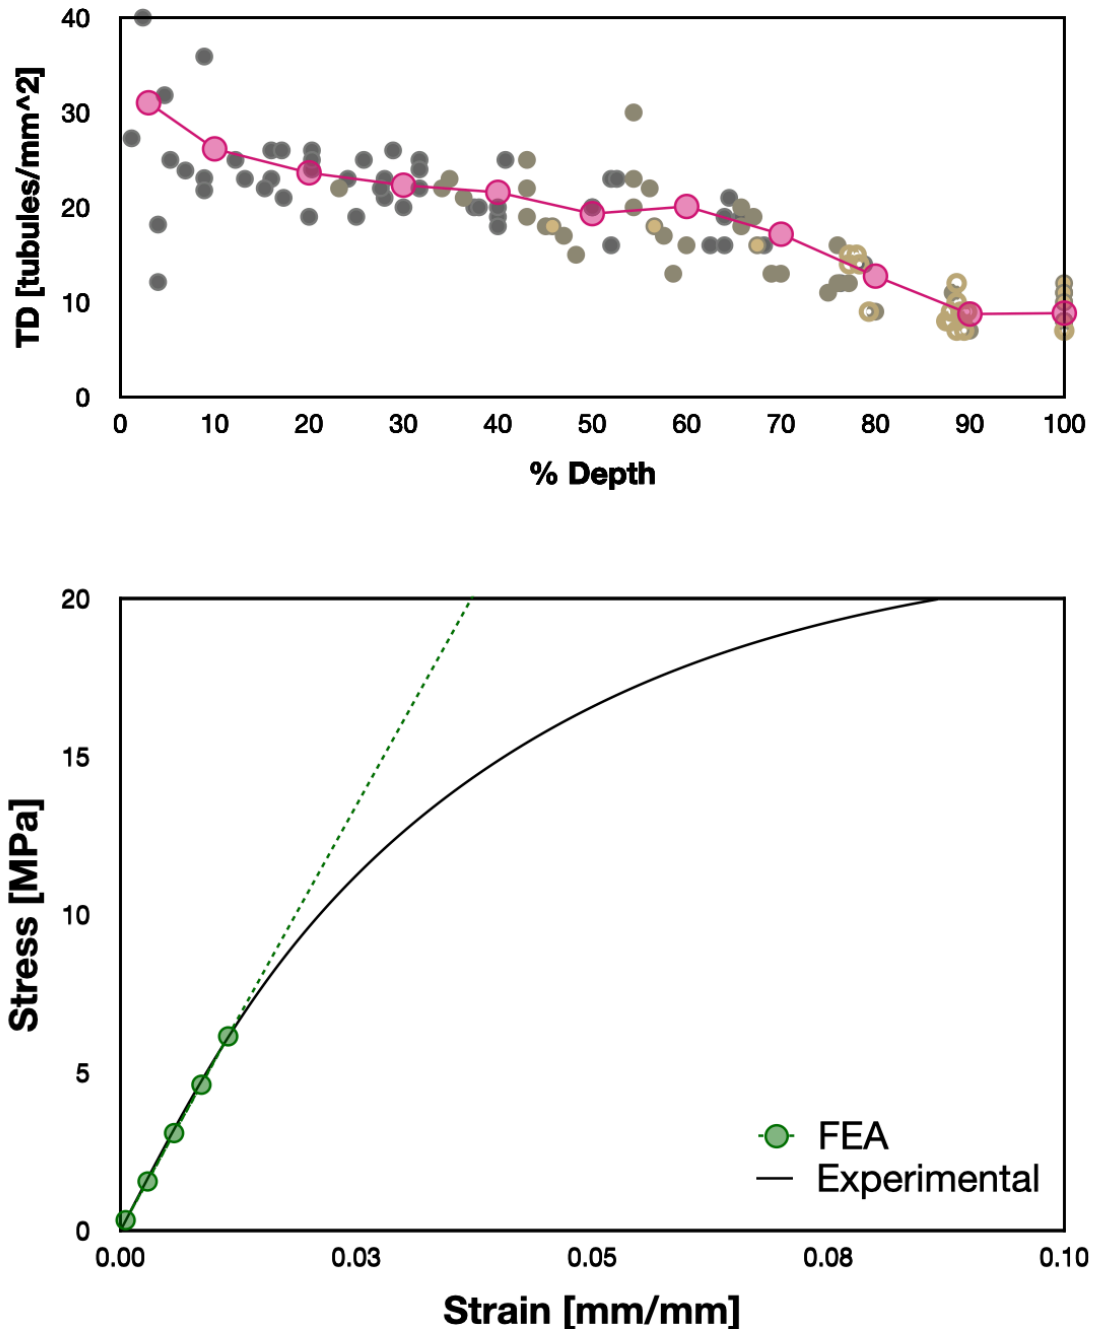 40
30
20
10
0
TD [tubules/mm^2]
0 10 20 30 40 50 60 70 80 90 100
% Depth
20
15
10
5
0
Stress [MPa]
FEA
Experimental
0.00 0.03 0.05 0.08 0.10
Strain [mm/mm]